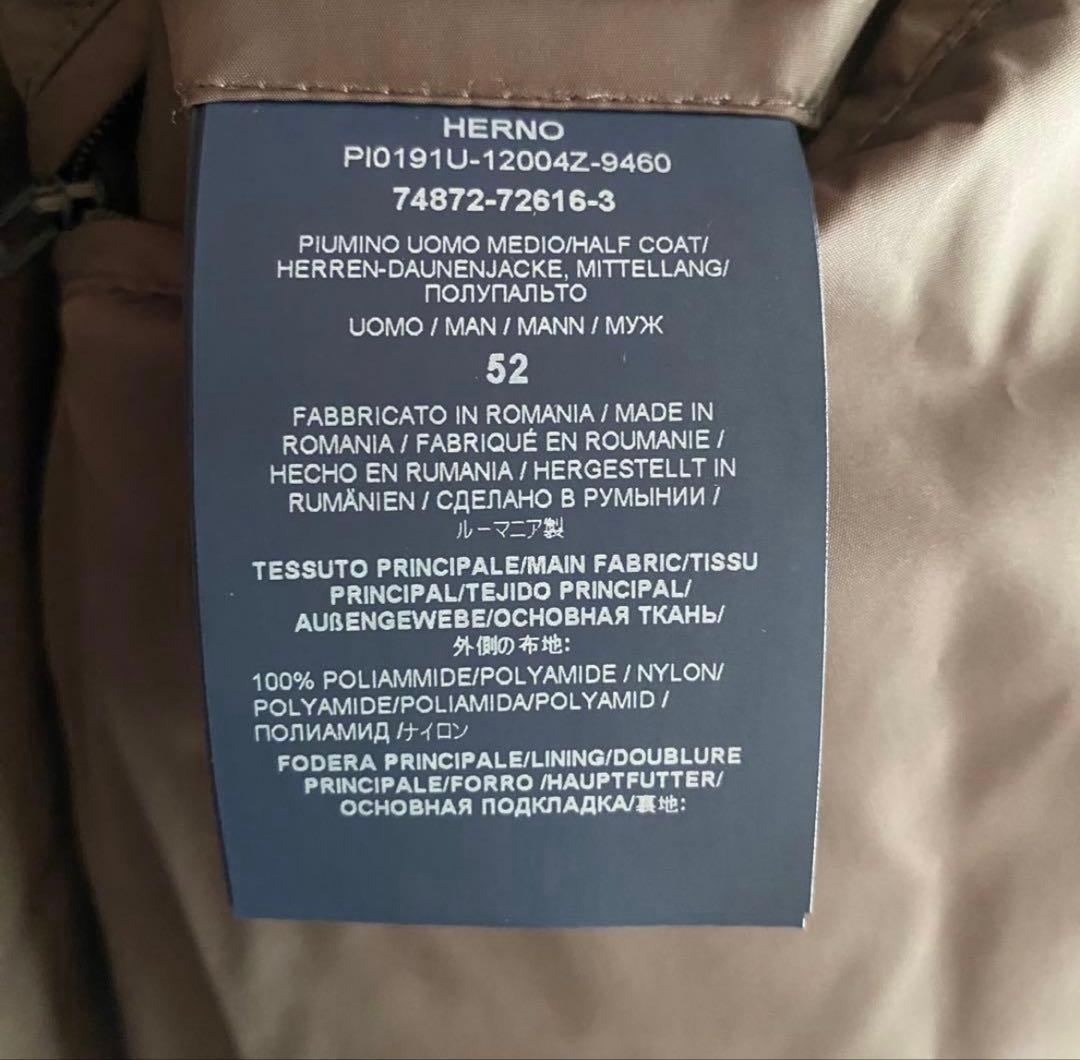 HERNO
PI0191U-12004Z-9460
74872-72616-3
PIUMINO UOMO MEDIO/HALF COAT/
HERREN-DAUNENJACKE, MITTELLANG/
ПОЛУПАЛЬТО
UOMO / MAN / MANN / МУЖ
52
FABBRICATO IN ROMANIA / MADE IN
ROMANIA / FABRIQUÉ EN ROUMANIE /
HECHO EN RUMANIA / HERGESTELLT IN
RUMÄNIEN / СДЕЛАНО В РУМЫНИИ /
ルーマニア製
TESSUTO PRINCIPALE/MAIN FABRIC/TISSU
PRINCIPAL/TEJIDO PRINCIPAL/
AUßENGEWEBE/ОСНОВНАЯ ТКАНЬ/
外側の布地:
100% POLIAMMIDE/POLYAMIDE / NYLON/
POLYAMIDE/POLIAMIDA/POLYAMID /
ПОЛИАМИД /ナイロン
FODERA PRINCIPALE/LINING/DOUBLURE
PRINCIPALE/FORRO /HAUPTFUTTER/
ОСНОВНАЯ ПОДКЛАДКА/裏地: